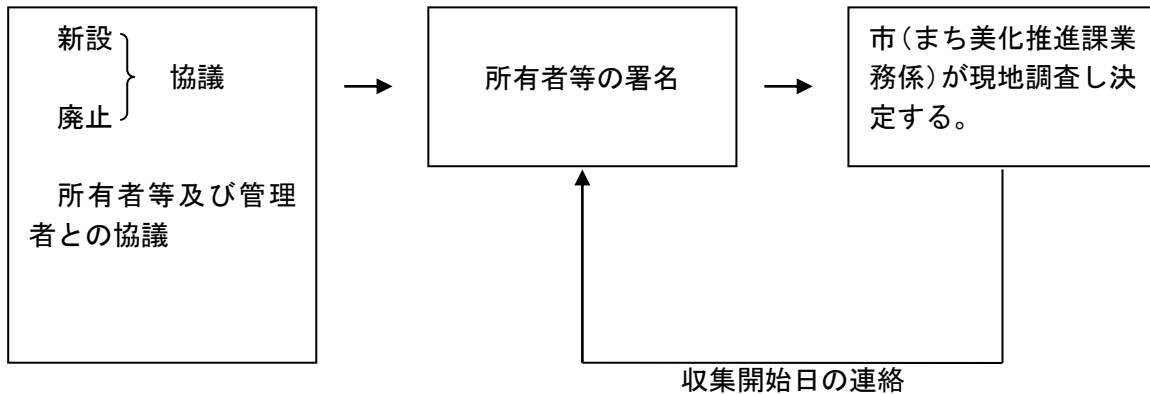 新設
協議
廃止
所有者等及び管理
者との協議
所有者等の署名
市(まち美化推進課業
務係)が現地調査し決
定する。
収集開始日の連絡